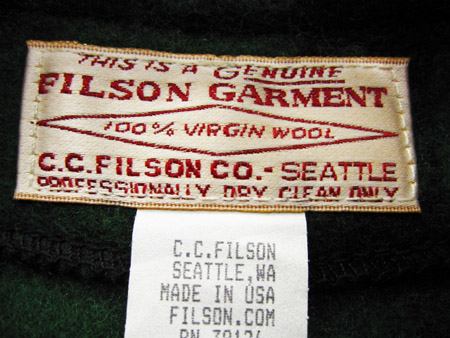 THIS IS A GENUINE
FILSON GARMENT
100% VIRGIN WOOL
C.C.FILSON CO.- SEATTLE
PROFESSIONALLY DRY CLEAN ONLY
C.C.FILSON
SEATTLE,WA
MADE IN USA
FILSON.COM
RN